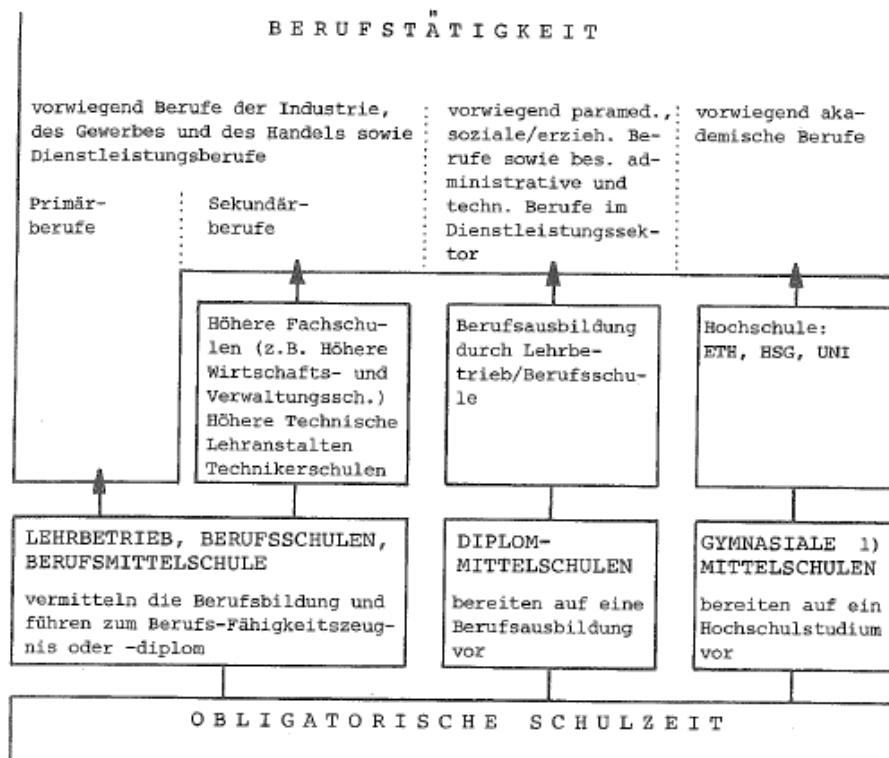 BERUFSTÄTIGKEIT
vorwiegend Berufe der Industrie,
des Gewerbes und des Handels sowie
Dienstleistungsberufe
Primär-
berufe
Sekundär-
berufe
vorwiegend paramed.,
soziale/erzieh. Be-
rufe sowie bes. ad-
ministrative und
techn. Berufe im
Dienstleistungssek-
tor
vorwiegend aka-
demische Berufe
Höhere Fachschu-
len (z.B. Höhere
Wirtschafts- und
Verwaltungssch.)
Höhere Technische
Lehranstalten
Technikerschulen
Berufsausbildung
durch Lehrbe-
trieb/Berufsschu-
le
Hochschule:
ETH, HSG, UNI
LEHRBETRIEB, BERUFSSCHULEN,
BERUFSMITTELSCHULE
vermitteln die Berufsbildung und
führen zum Berufs-Fähigkeitszeug-
nis oder -diplom
DIPLOM-
MITTELSCHULEN
bereiten auf eine
Berufsausbildung
vor
GYMNASIALE 1)
MITTELSCHULEN
bereiten auf ein
Hochschulstudium
vor
OBLIGATORISCHE SCHULZEIT